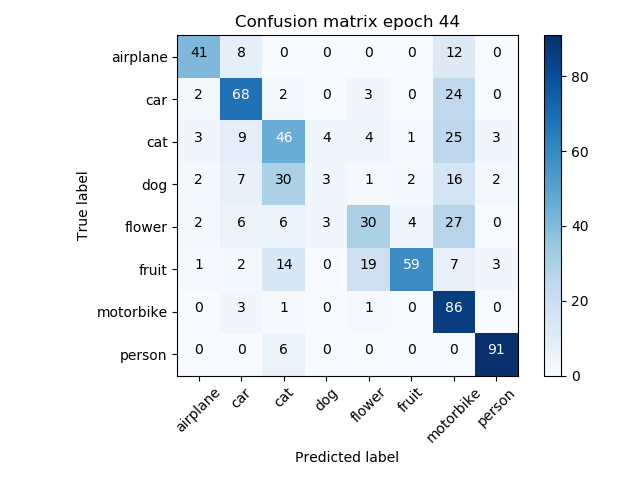 Confusion matrix epoch 44
True label
airplane 41 8 0 0 0 0 12 0
car 2 68 2 0 3 0 24 0
cat 3 9 46 4 4 1 25 3
dog 2 7 30 3 1 2 16 2
flower 2 6 6 3 30 4 27 0
fruit 1 2 14 0 19 59 7 3
motorbike 0 3 1 0 1 0 86 0
person 0 0 6 0 0 0 0 91
airplane car cat dog flower fruit motorbike person
Predicted label
80
60
40
20
0